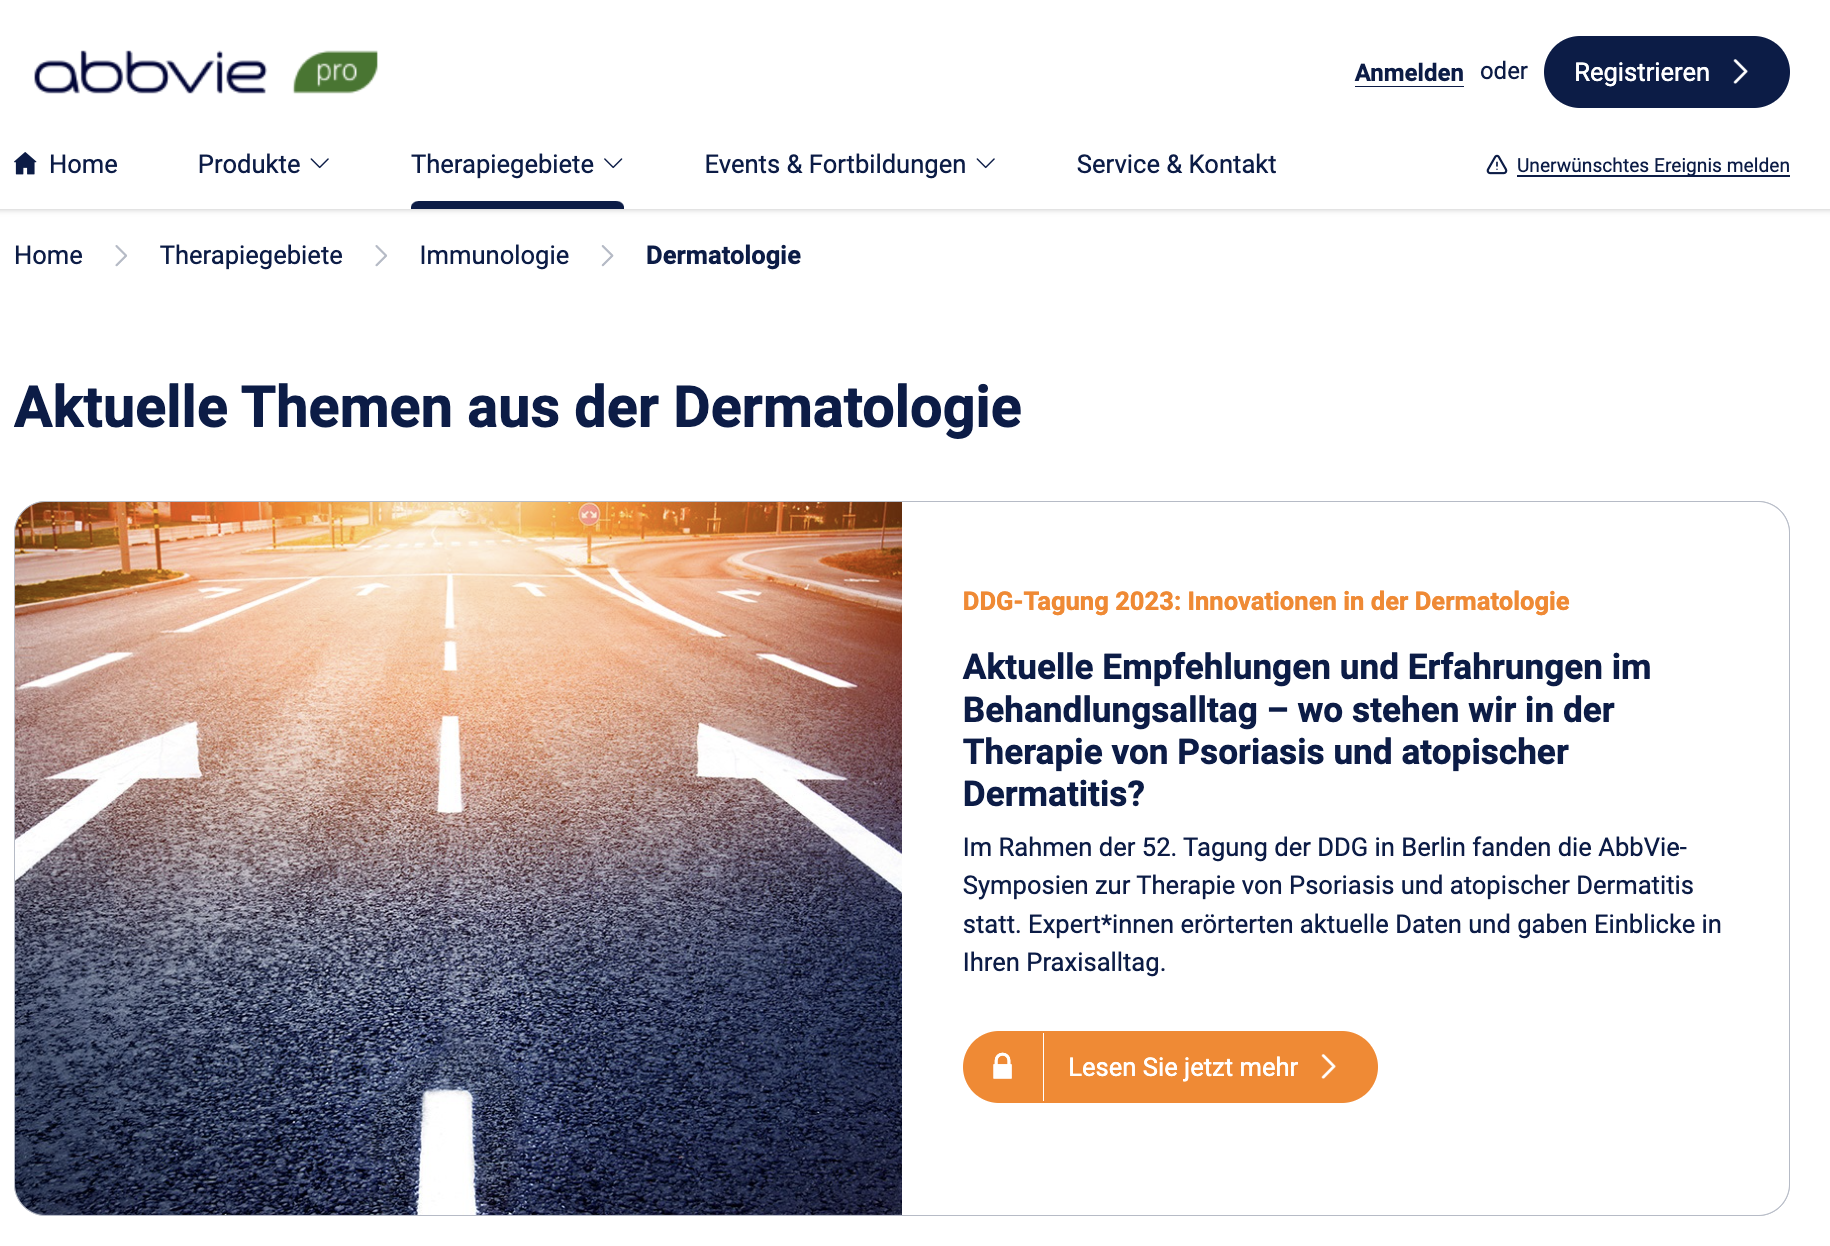 abbvie pro
Anmelden oder Registrieren
Home Produkte Therapiegebiete Events & Fortbildungen Service & Kontakt Unerwünschtes Ereignis melden
Home Therapiegebiete Immunologie Dermatologie
Aktuelle Themen aus der Dermatologie
DDG-Tagung 2023: Innovationen in der Dermatologie
Aktuelle Empfehlungen und Erfahrungen im
Behandlungsalltag – wo stehen wir in der
Therapie von Psoriasis und atopischer
Dermatitis?
Im Rahmen der 52. Tagung der DDG in Berlin fanden die AbbVie-
Symposien zur Therapie von Psoriasis und atopischer Dermatitis
statt. Expert*innen erörterten aktuelle Daten und gaben Einblicke in
Ihren Praxisalltag.
Lesen Sie jetzt mehr